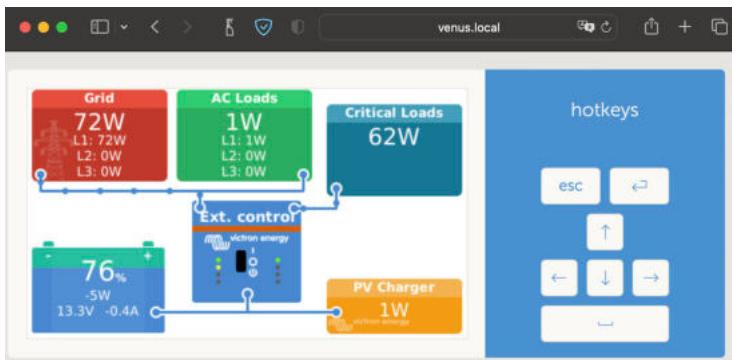 venus.local
Grid
72W
L1: 72W
L2: 0W
L3: 0W
AC Loads
1W
L1: 1W
L2: 0W
L3: 0W
Critical Loads
62W
Ext. control
victron energy
76%
-5W
13.3V -0.4A
PV Charger
1W
victron energy
hotkeys
esc